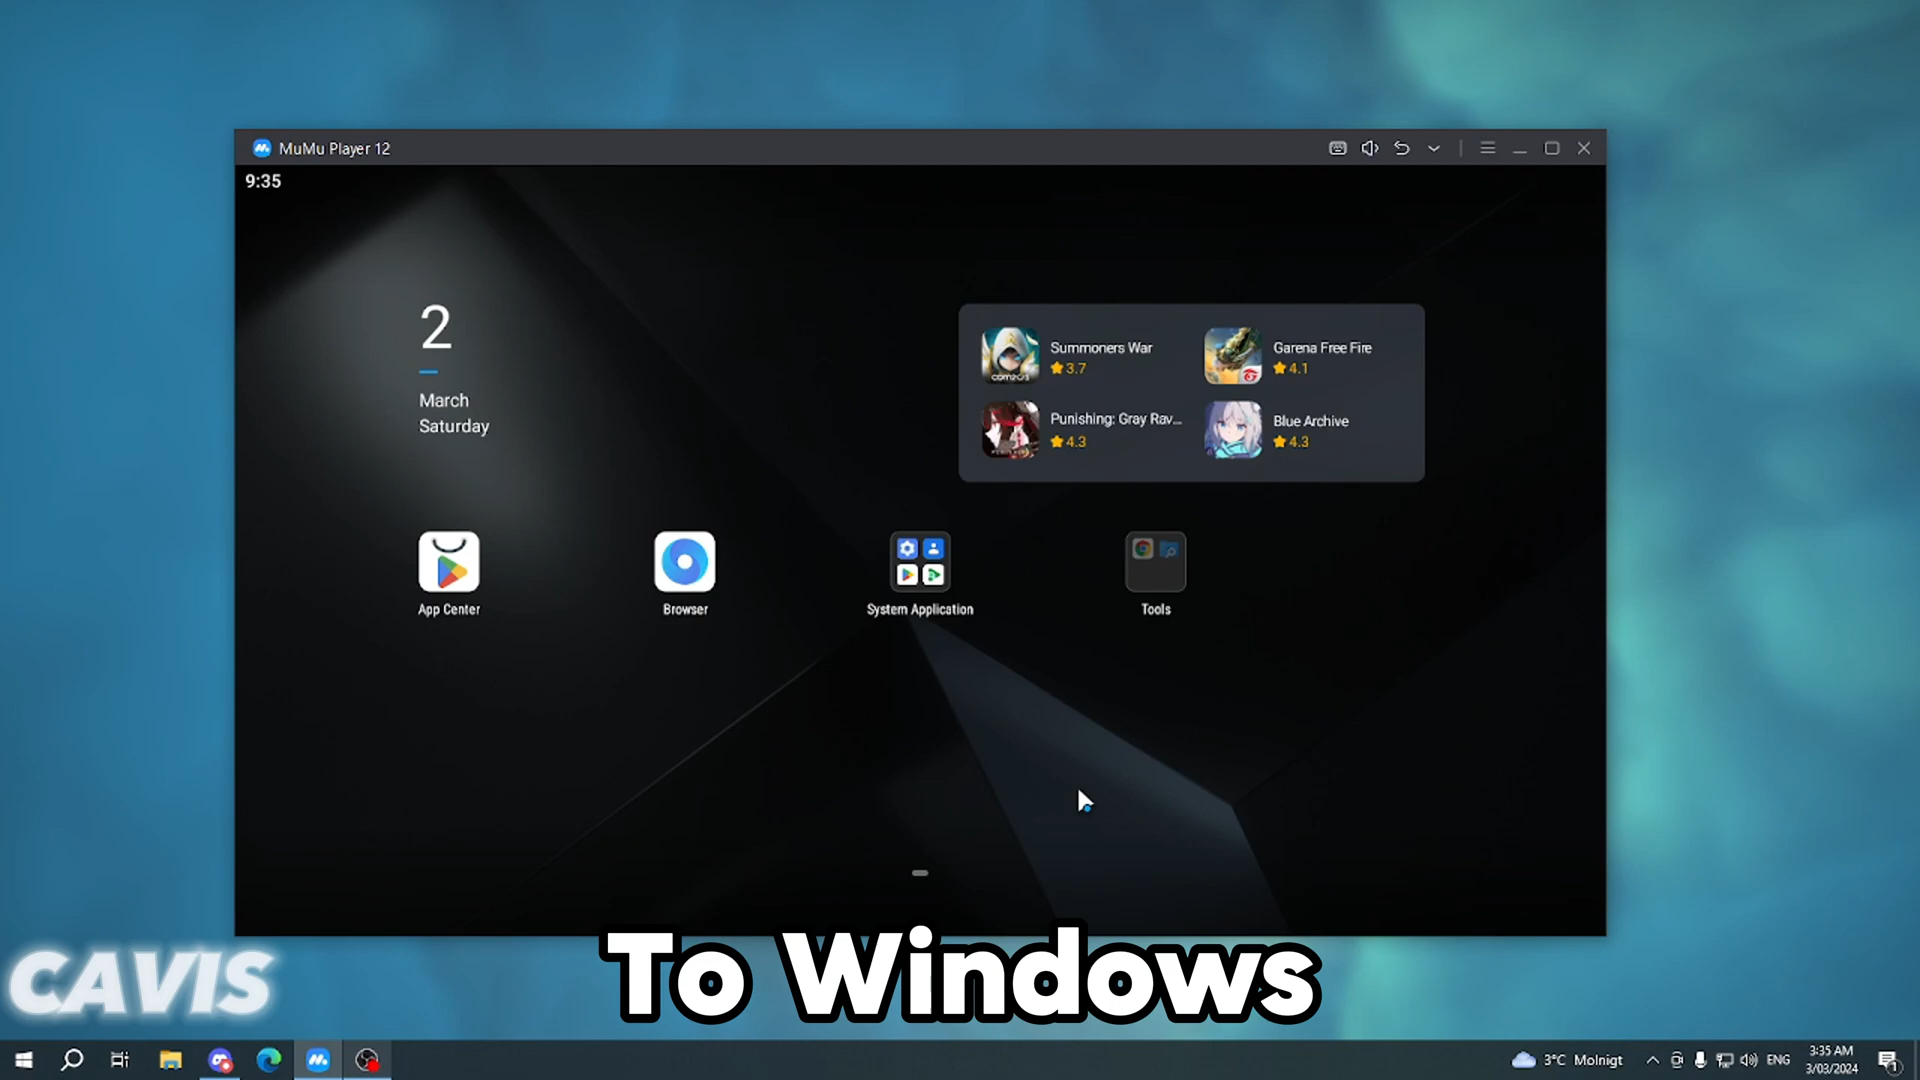 MuMu Player 12
9:35
2
March
Saturday
Summoners War
3.7
Garena Free Fire
4.1
COM2US
Punishing: Gray Rav...
4.3
Blue Archive
4.3
App Center
Browser
System Application
Tools
To Windows
CAVIS
3°C Molnigt
ENG
3:35 AM
3/03/2024
1